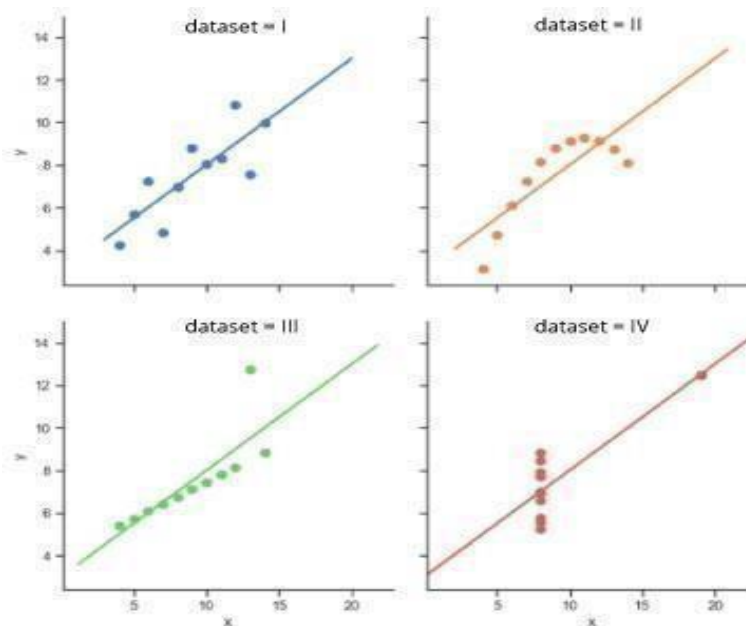 dataset = I
dataset = II
14
12
10
8
6
4
y
dataset = III
dataset = IV
14
12
10
8
6
4
y
5
10
15
20
x
5
10
15
20
x